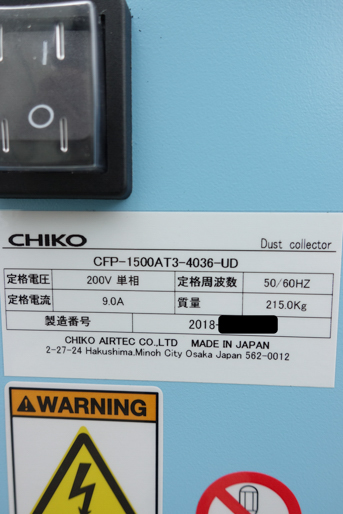 CHIKO Dust collector
CFP-1500AT3-4036-UD
定格電圧 200V 単相 定格周波数 50/60HZ
定格電流 9.0A 質量 215.0Kg
製造番号 2018-
CHIKO AIRTEC CO.,LTD MADE IN JAPAN
2-27-24 Hakushima,Minoh City Osaka Japan 562-0012
WARNING